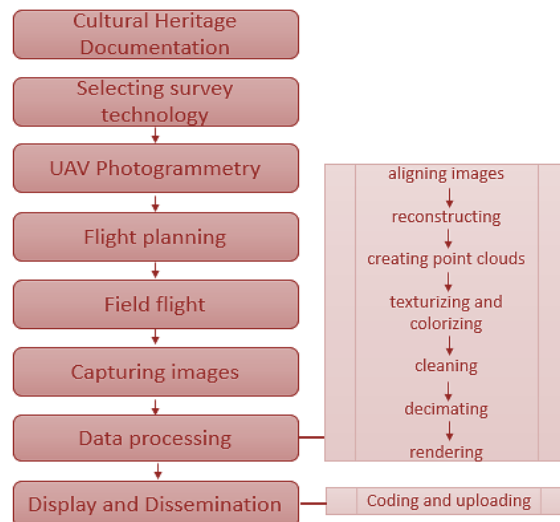 Cultural Heritage
Documentation
Selecting survey
technology
UAV Photogrammetry
Flight planning
Field flight
Capturing images
Data processing
Display and Dissemination
aligning images
reconstructing
creating point clouds
texturizing and
colorizing
cleaning
decimating
rendering
Coding and uploading